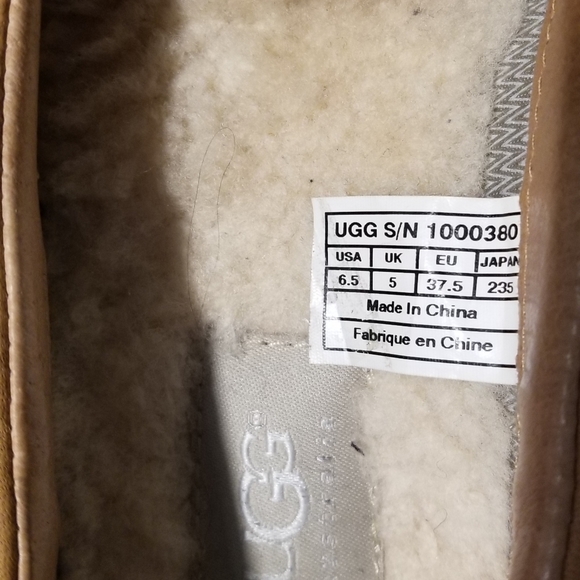 UGG S/N 1000380
USA UK EU JAPAN
6.5 5 37.5 235
Made In China
Fabrique en Chine
UGG®
australia